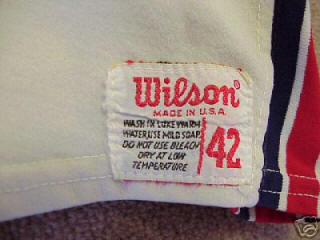 Wilson
MADE IN U.S.A.
WASH IN LUKE WARM
WATER. USE MILD SOAP
DO NOT USE BLEACH
DRY AT LOW
TEMPERATURE
42